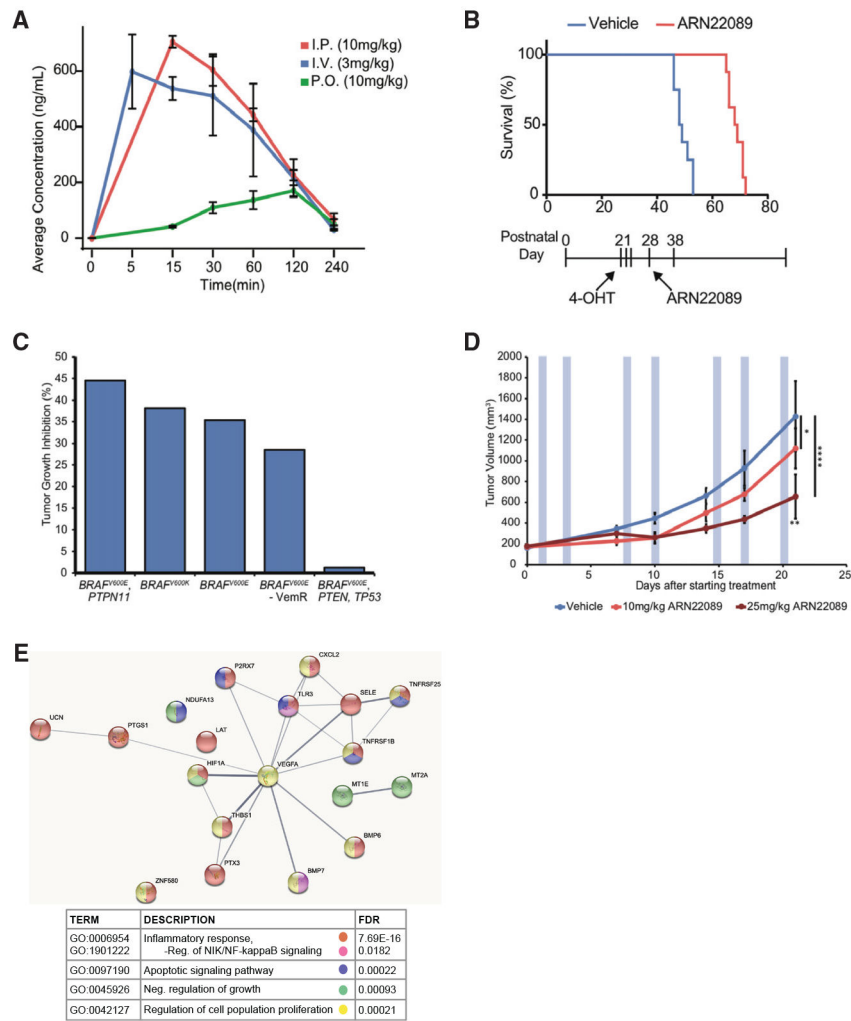 A
I.P. (10mg/kg)
I.V. (3mg/kg)
P.O. (10mg/kg)
Average Concentration (ng/mL)
600
400
200
0
0 5 15 30 60 120 240
Time(min)
B
Vehicle ARN22089
Survival (%)
100
50
0
0 20 40 60 80
Postnatal
Day
0 21 28 38
4-OHT ARN22089
C
Tumor Growth Inhibition (%)
50
45
40
35
30
25
20
15
10
5
0
BRAFV600E, BRAFV600K BRAFV600E BRAFV600E BRAFV600E,
PTPN11 - VemR PTEN, TP53
D
Tumor Volume (mm³)
2000
1800
1600
1400
1200
1000
800
600
400
200
0
*
****
**
0 5 10 15 20 25
Days after starting treatment
Vehicle 10mg/kg ARN22089 25mg/kg ARN22089
E
CXCL2
P2RX7
TNFRSF25
TLR3
SELE
NDUFA13
UCN
PTGS1
LAT
TNFRSF1B
HIF1A
VEGFA
MT2A
MT1E
THBS1
BMP6
PTX3
BMP7
ZNF580
TERM DESCRIPTION FDR
GO:0006954 Inflammatory response, 7.69E-16
GO:1901222 -Reg. of NIK/NF-kappaB signaling 0.0182
GO:0097190 Apoptotic signaling pathway 0.00022
GO:0045926 Neg. regulation of growth 0.00093
GO:0042127 Regulation of cell population proliferation 0.00021